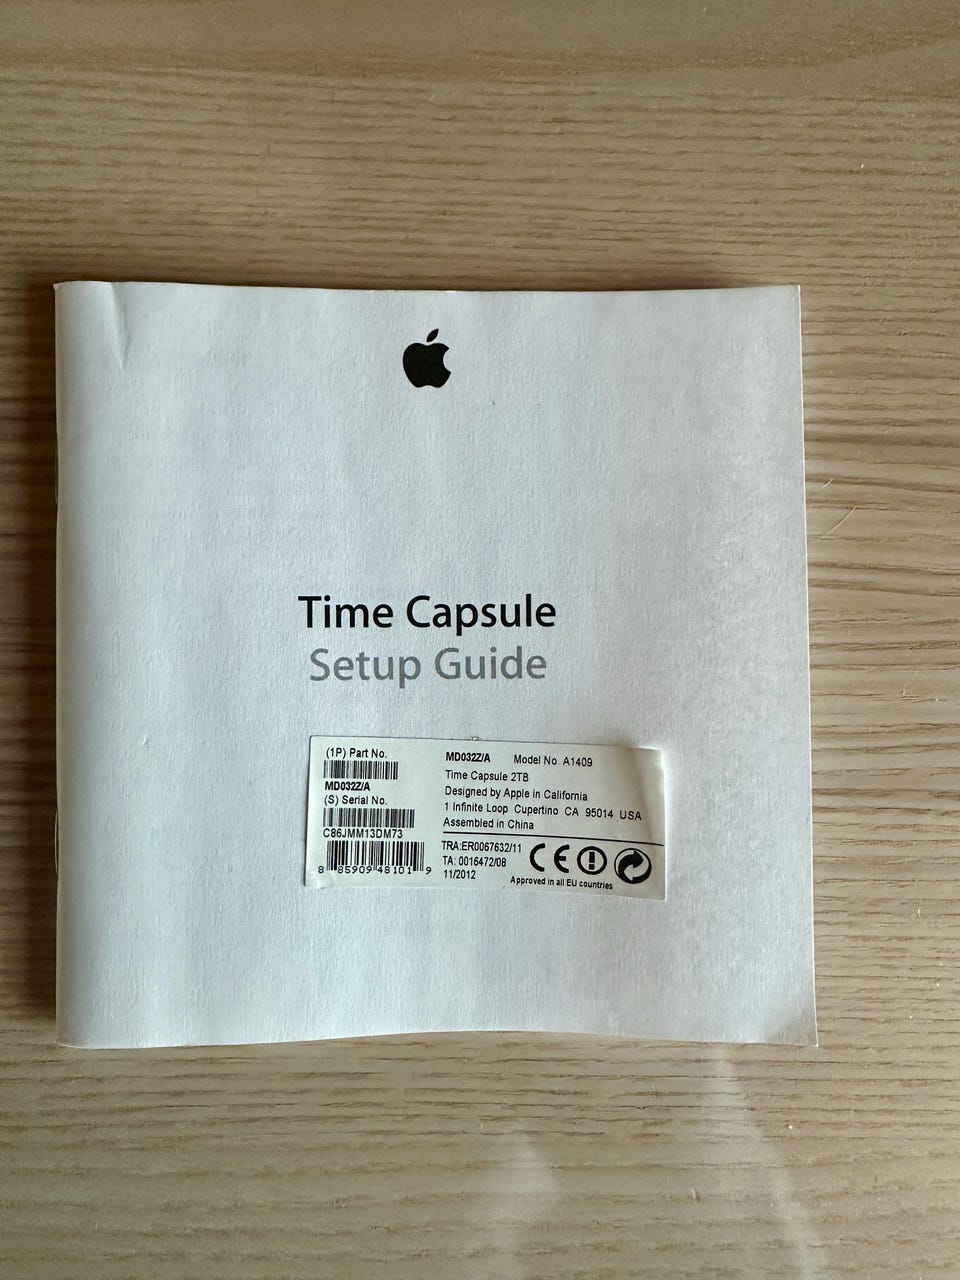 Time Capsule
Setup Guide
(1P) Part No.
MD032Z/A
(S) Serial No.
C86JMM13DM73
8 85909 48101 9
MD032Z/A Model No. A1409
Time Capsule 2TB
Designed by Apple in California
1 Infinite Loop Cupertino CA 95014 USA
Assembled in China
TRA:ER0067632/11
TA: 0016472/08
11/2012
CE
Approved in all EU countries